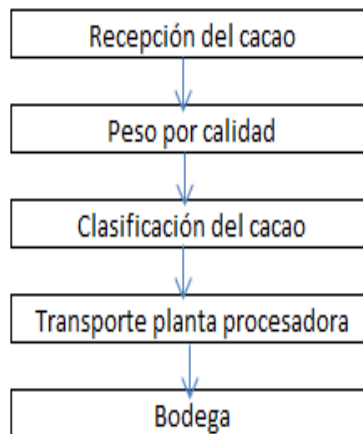 Recepción del cacao
Peso por calidad
Clasificación del cacao
Transporte planta procesadora
Bodega